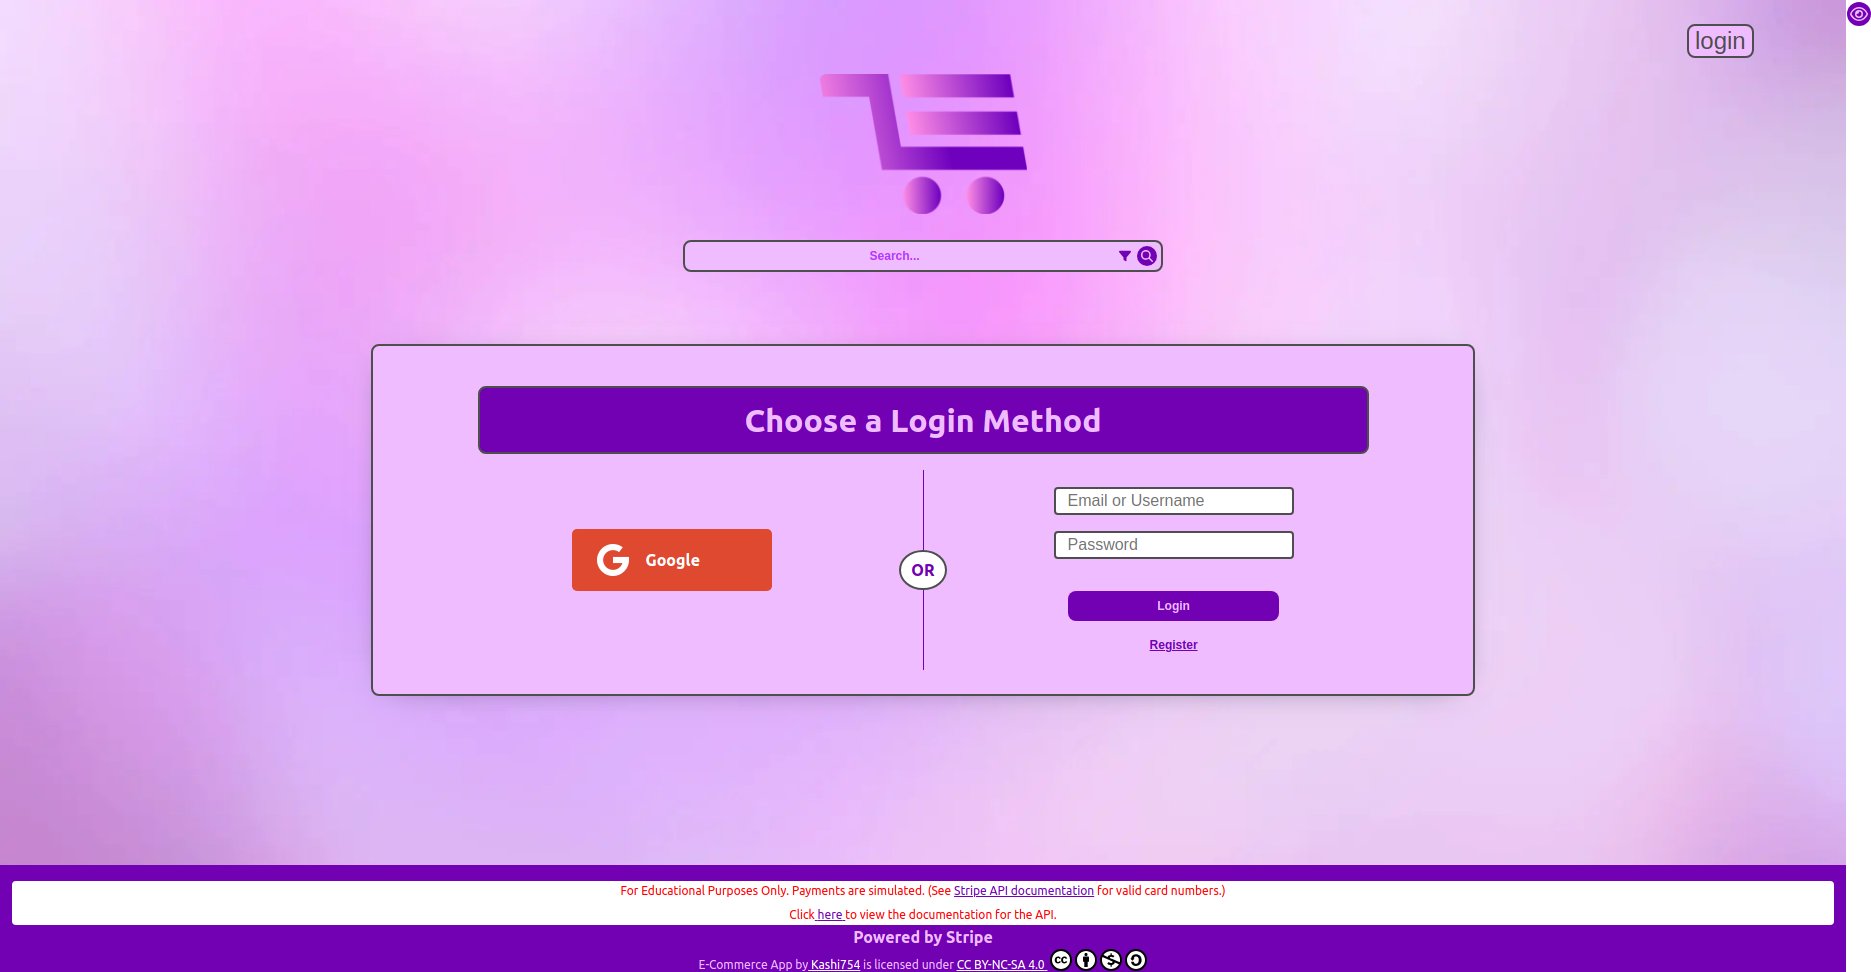 login
Search...
Choose a Login Method
Email or Username
Google
Password
OR
Login
Register
For Educational Purposes Only. Payments are simulated. (See Stripe API documentation for valid card numbers.)
Click here to view the documentation for the API.
Powered by Stripe
E-Commerce App by Kashi754 is licensed under CC BY-NC-SA 4.0